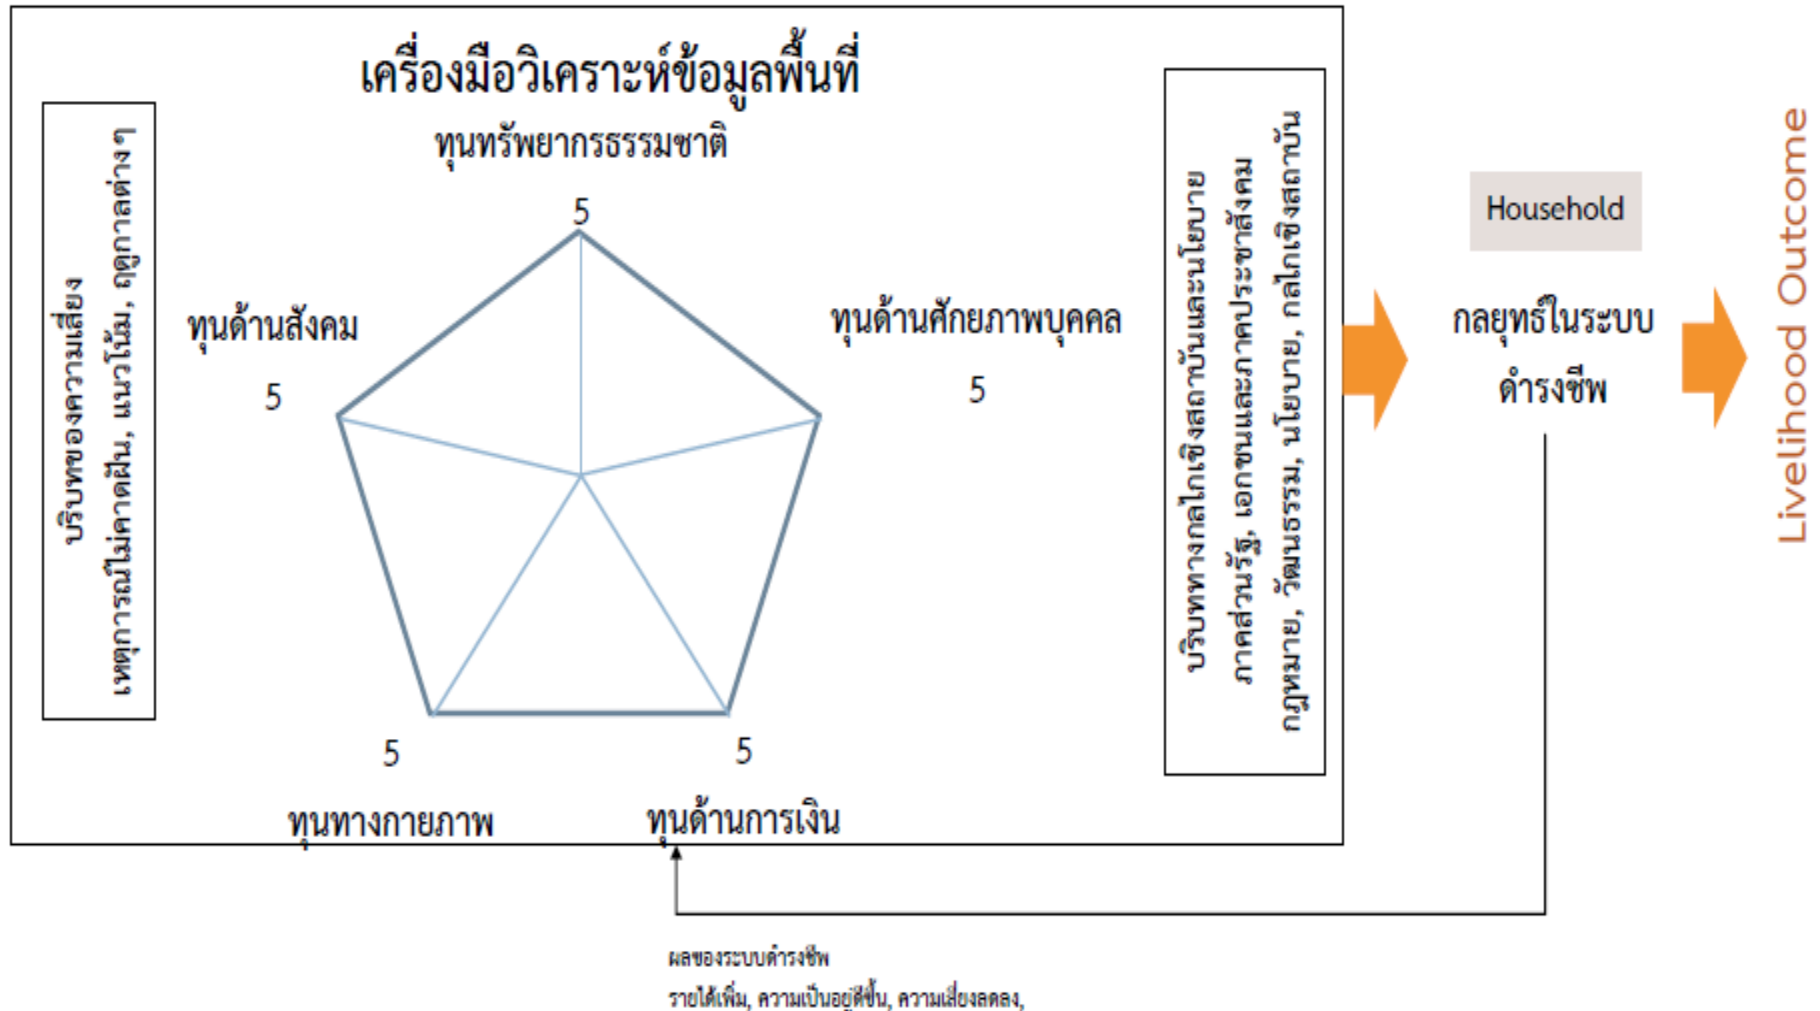 เครื่องมือวิเคราะห์ข้อมูลพื้นที่
ทุนทรัพยากรธรรมชาติ
5
บริบทของความเสี่ยง
เหตุการณ์ไม่คาดฝัน, แนวโน้ม, ฤดูกาลต่างๆ
ทุนด้านสังคม
5
ทุนด้านศักยภาพบุคคล
5
5
5
ทุนทางกายภาพ
ทุนด้านการเงิน
บริบททางกลไกเชิงสถาบันและนโยบาย
ภาคส่วนรัฐ, เอกชนและภาคประชาสังคม
กฎหมาย, วัฒนธรรม, นโยบาย, กลไกเชิงสถาบัน
Household
กลยุทธ์ในระบบ
ดำรงชีพ
Livelihood Outcome
ผลของระบบดำรงชีพ
รายได้เพิ่ม, ความเป็นอยู่ดีขึ้น, ความเสี่ยงลดลง,